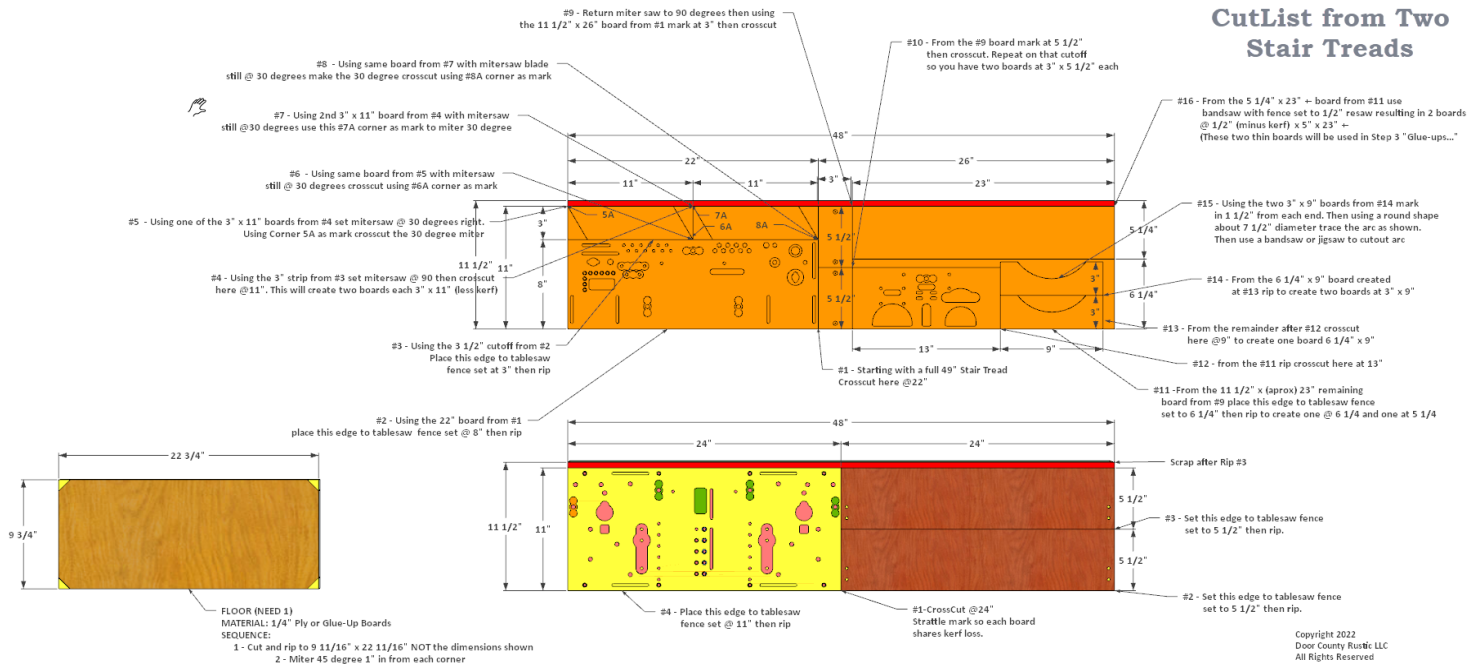 CutList from Two
Stair Treads
#9 - Return miter saw to 90 degrees then using
the 11 1/2" x 26" board from #1 mark at 3" then crosscut
#10 - From the #9 board mark at 5 1/2"
then crosscut. Repeat on that cutoff
so you have two boards at 3" x 5 1/2" each
#8 - Using same board from #7 with mitersaw blade
still @ 30 degrees make the 30 degree crosscut using #8A corner as mark
#7 - Using 2nd 3" x 11" board from #4 with mitersaw
still @30 degrees use this #7A corner as mark to miter 30 degree
#16 - From the 5 1/4" x 23" ← board from #11 use
bandsaw with fence set to 1/2" resaw resulting in 2 boards
@ 1/2" (minus kerf) x 5" x 23" ←
(These two thin boards will be used in Step 3 "Glue-ups..."
48"
22"
26"
#6 - Using same board from #5 with mitersaw
still @ 30 degrees crosscut using #6A corner as mark
11"
11"
3"
23"
#5 - Using one of the 3" x 11" boards from #4 set mitersaw @ 30 degrees right.
Using Corner 5A as mark crosscut the 30 degree miter
5A
7A
6A
8A
3"
5 1/2"
5 1/4"
#15 - Using the two 3" x 9" boards from #14 mark
in 1 1/2" from each end. Then using a round shape
about 7 1/2" diameter trace the arc as shown.
Then use a bandsaw or jigsaw to cutout arc
#4 - Using the 3" strip from #3 set mitersaw @ 90 then crosscut
here @11". This will create two boards each 3" x 11" (less kerf)
11 1/2"
11"
8"
5 1/2"
3"
3"
6 1/4"
#14 - From the 6 1/4" x 9" board created
at #13 rip to create two boards at 3" x 9"
#13 - From the remainder after #12 crosscut
here @9" to create one board 6 1/4" x 9"
#3 - Using the 3 1/2" cutoff from #2
Place this edge to tablesaw
fence set at 3" then rip
13"
9"
#12 - from the #11 rip crosscut here at 13"
#1 - Starting with a full 49" Stair Tread
Crosscut here @22"
#11 -From the 11 1/2" x (aprox) 23" remaining
board from #9 place this edge to tablesaw fence
set to 6 1/4" then rip to create one @ 6 1/4 and one at 5 1/4
#2 - Using the 22" board from #1
place this edge to tablesaw fence set @ 8" then rip
48"
24"
24"
Scrap after Rip #3
22 3/4"
9 3/4"
11 1/2"
11"
5 1/2"
5 1/2"
#3 - Set this edge to tablesaw fence
set to 5 1/2" then rip.
#2 - Set this edge to tablesaw fence
set to 5 1/2" then rip.
#4 - Place this edge to tablesaw
fence set @ 11" then rip
#1-CrossCut @24"
Strattle mark so each board
shares kerf loss.
FLOOR (NEED 1)
MATERIAL: 1/4" Ply or Glue-Up Boards
SEQUENCE:
1 - Cut and rip to 9 11/16" x 22 11/16" NOT the dimensions shown
2 - Miter 45 degree 1" in from each corner
Copyright 2022
Door County Rustic LLC
All Rights Reserved